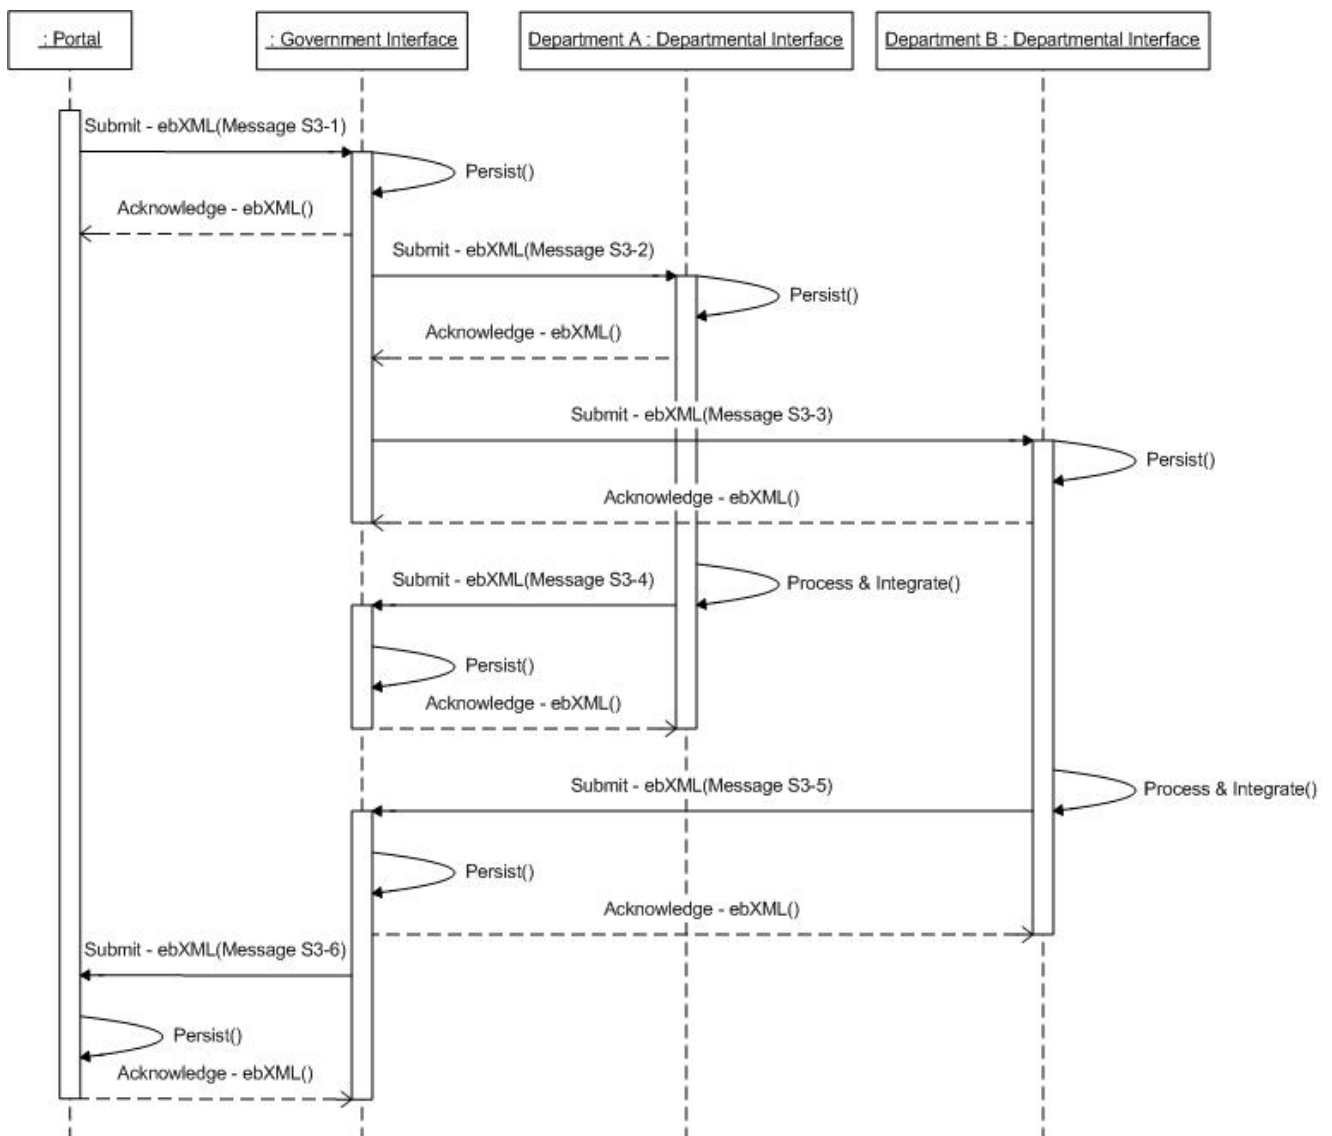 : Portal
: Government Interface
Department A : Departmental Interface
Department B : Departmental Interface
Submit - ebXML(Message S3-1)
Persist()
Acknowledge - ebXML()
Submit - ebXML(Message S3-2)
Persist()
Acknowledge - ebXML()
Submit - ebXML(Message S3-3)
Persist()
Acknowledge - ebXML()
Submit - ebXML(Message S3-4)
Process & Integrate()
Persist()
Acknowledge - ebXML()
Submit - ebXML(Message S3-5)
Process & Integrate()
Persist()
Acknowledge - ebXML()
Submit - ebXML(Message S3-6)
Persist()
Acknowledge - ebXML()